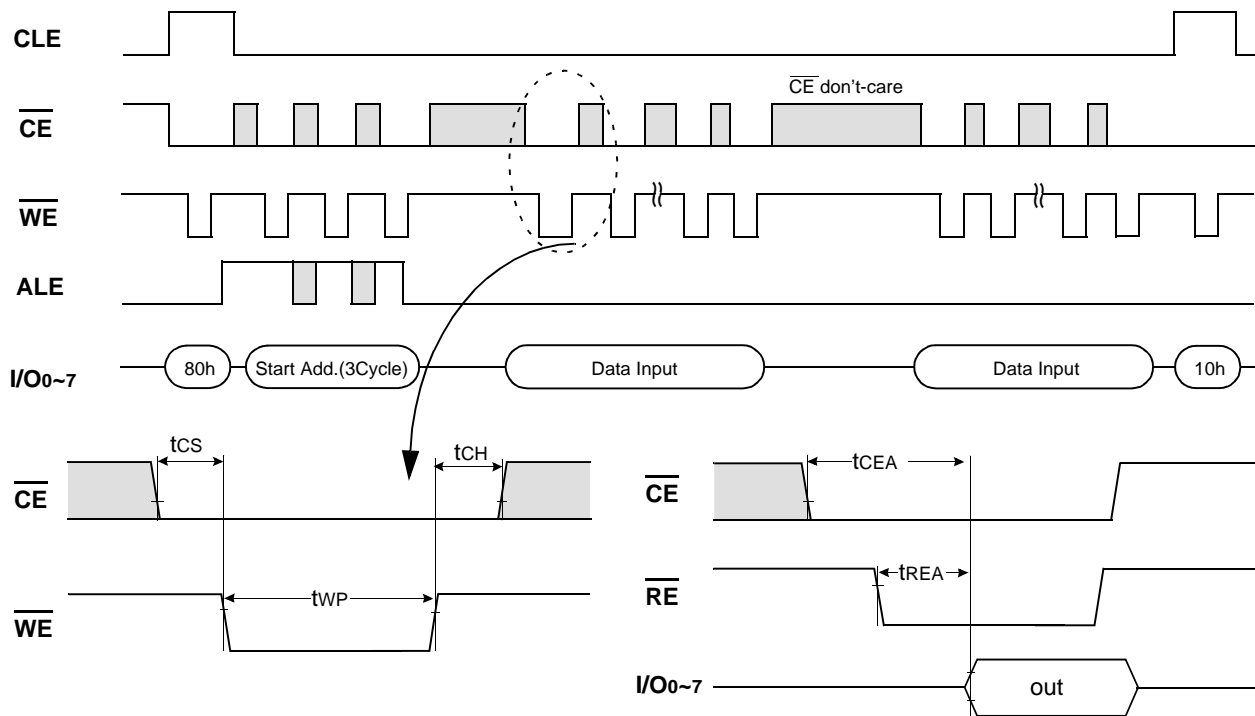 CLE
CE don't-care
CE
WE
ALE
I/O0~7
80h
Start Add.(3Cycle)
Data Input
Data Input
10h
tCS
tCH
CE
tWP
WE
tCEA
CE
tREA
RE
I/O0~7
out